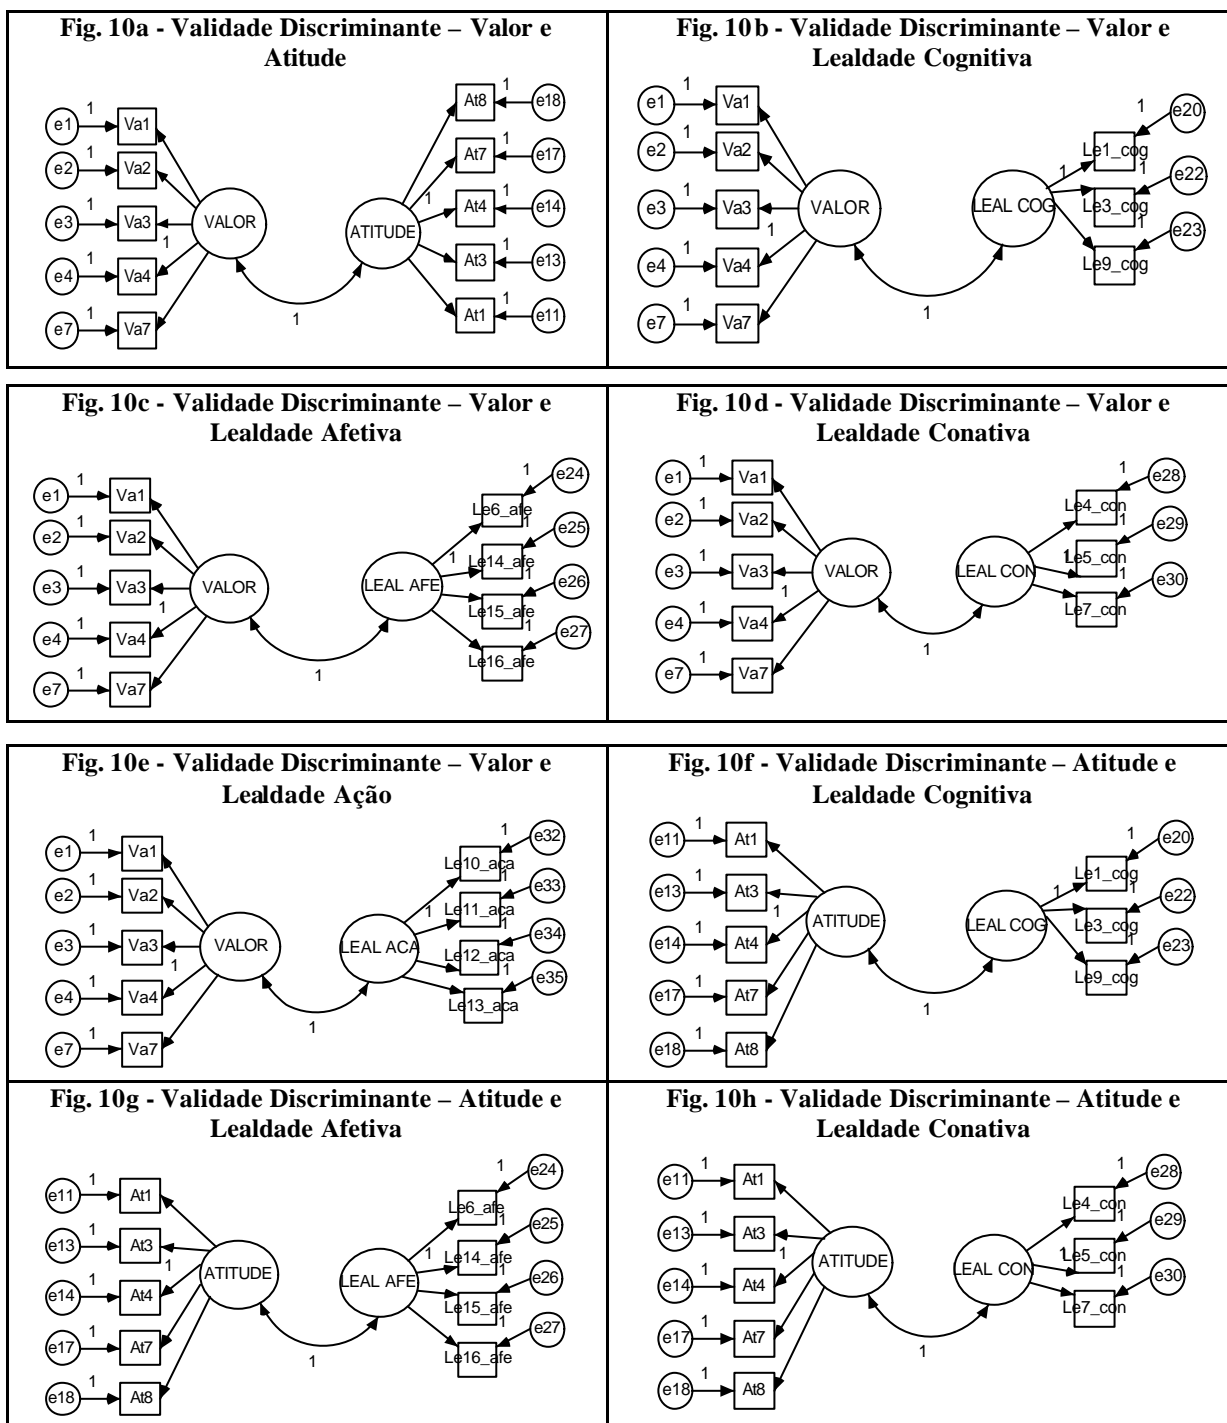 Fig. 10a - Validade Discriminante – Valor e
Atitude
e1 1 Va1
e2 1 Va2
e3 1 Va3
e4 1 Va4
e7 1 Va7
VALOR
1
1
ATITUDE
1
At8 1 e18
At7 1 e17
At4 1 e14
At3 1 e13
At1 1 e11
Fig. 10b - Validade Discriminante – Valor e
Lealdade Cognitiva
e1 1 Va1
e2 1 Va2
e3 1 Va3
e4 1 Va4
e7 1 Va7
VALOR
1
1
LEAL COG
1
Le1_cog 1 e20
Le3_cog 1 e22
Le9_cog 1 e23
Fig. 10c - Validade Discriminante – Valor e
Lealdade Afetiva
e1 1 Va1
e2 1 Va2
e3 1 Va3
e4 1 Va4
e7 1 Va7
VALOR
1
1
LEAL AFE
1
Le6_afe 1 e24
Le14_afe 1 e25
Le15_afe 1 e26
Le16_afe 1 e27
Fig. 10d - Validade Discriminante – Valor e
Lealdade Conativa
e1 1 Va1
e2 1 Va2
e3 1 Va3
e4 1 Va4
e7 1 Va7
VALOR
1
1
LEAL CON
1
Le4_con 1 e28
Le5_con 1 e29
Le7_con 1 e30
Fig. 10e - Validade Discriminante – Valor e
Lealdade Ação
e1 1 Va1
e2 1 Va2
e3 1 Va3
e4 1 Va4
e7 1 Va7
VALOR
1
1
LEAL ACA
1
Le10_aca 1 e32
Le11_aca 1 e33
Le12_aca 1 e34
Le13_aca 1 e35
Fig. 10f - Validade Discriminante – Atitude e
Lealdade Cognitiva
e11 1 At1
e13 1 At3
e14 1 At4
e17 1 At7
e18 1 At8
ATITUDE
1
1
LEAL COG
1
Le1_cog 1 e20
Le3_cog 1 e22
Le9_cog 1 e23
Fig. 10g - Validade Discriminante – Atitude e
Lealdade Afetiva
e11 1 At1
e13 1 At3
e14 1 At4
e17 1 At7
e18 1 At8
ATITUDE
1
1
LEAL AFE
1
Le6_afe 1 e24
Le14_afe 1 e25
Le15_afe 1 e26
Le16_afe 1 e27
Fig. 10h - Validade Discriminante – Atitude e
Lealdade Conativa
e11 1 At1
e13 1 At3
e14 1 At4
e17 1 At7
e18 1 At8
ATITUDE
1
1
LEAL CON
1
Le4_con 1 e28
Le5_con 1 e29
Le7_con 1 e30